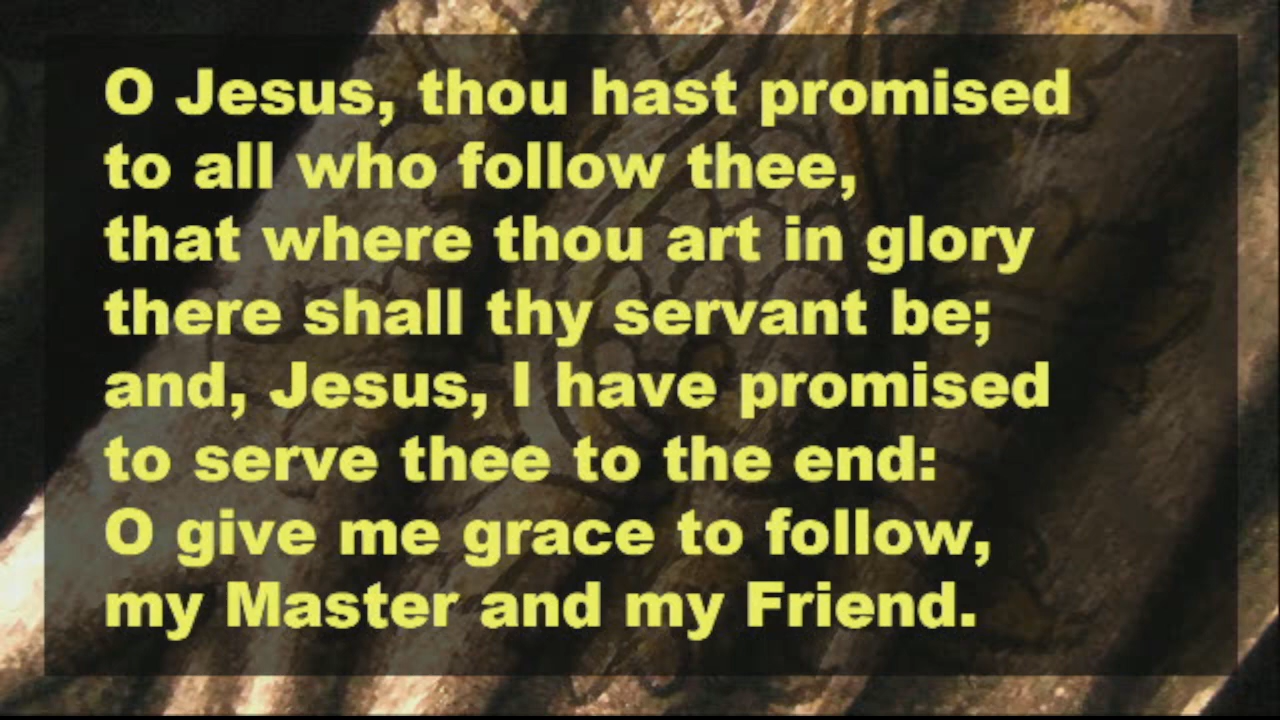 O Jesus, thou hast promised
to all who follow thee,
that where thou art in glory
there shall thy servant be;
and, Jesus, I have promised
to serve thee to the end:
O give me grace to follow,
my Master and my Friend.